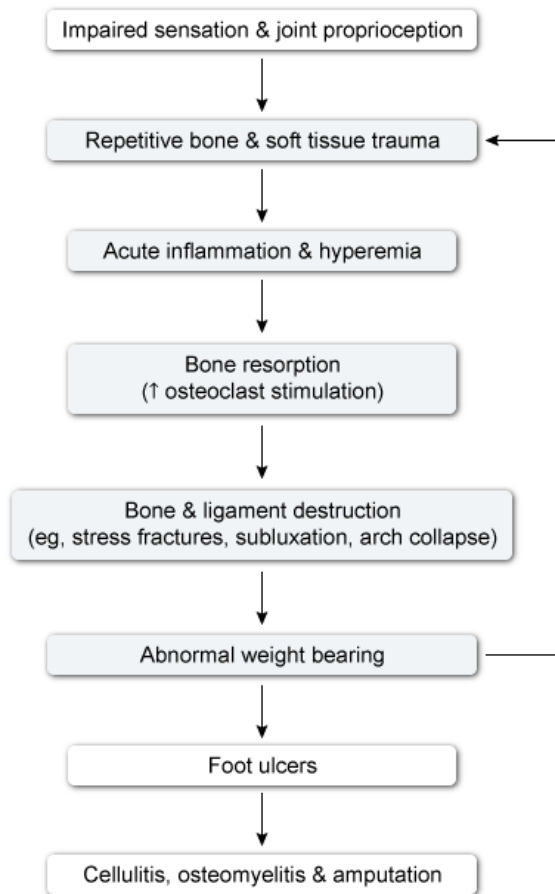 Impaired sensation & joint proprioception
Repetitive bone & soft tissue trauma
Acute inflammation & hyperemia
Bone resorption
(↑ osteoclast stimulation)
Bone & ligament destruction
(eg, stress fractures, subluxation, arch collapse)
Abnormal weight bearing
Foot ulcers
Cellulitis, osteomyelitis & amputation